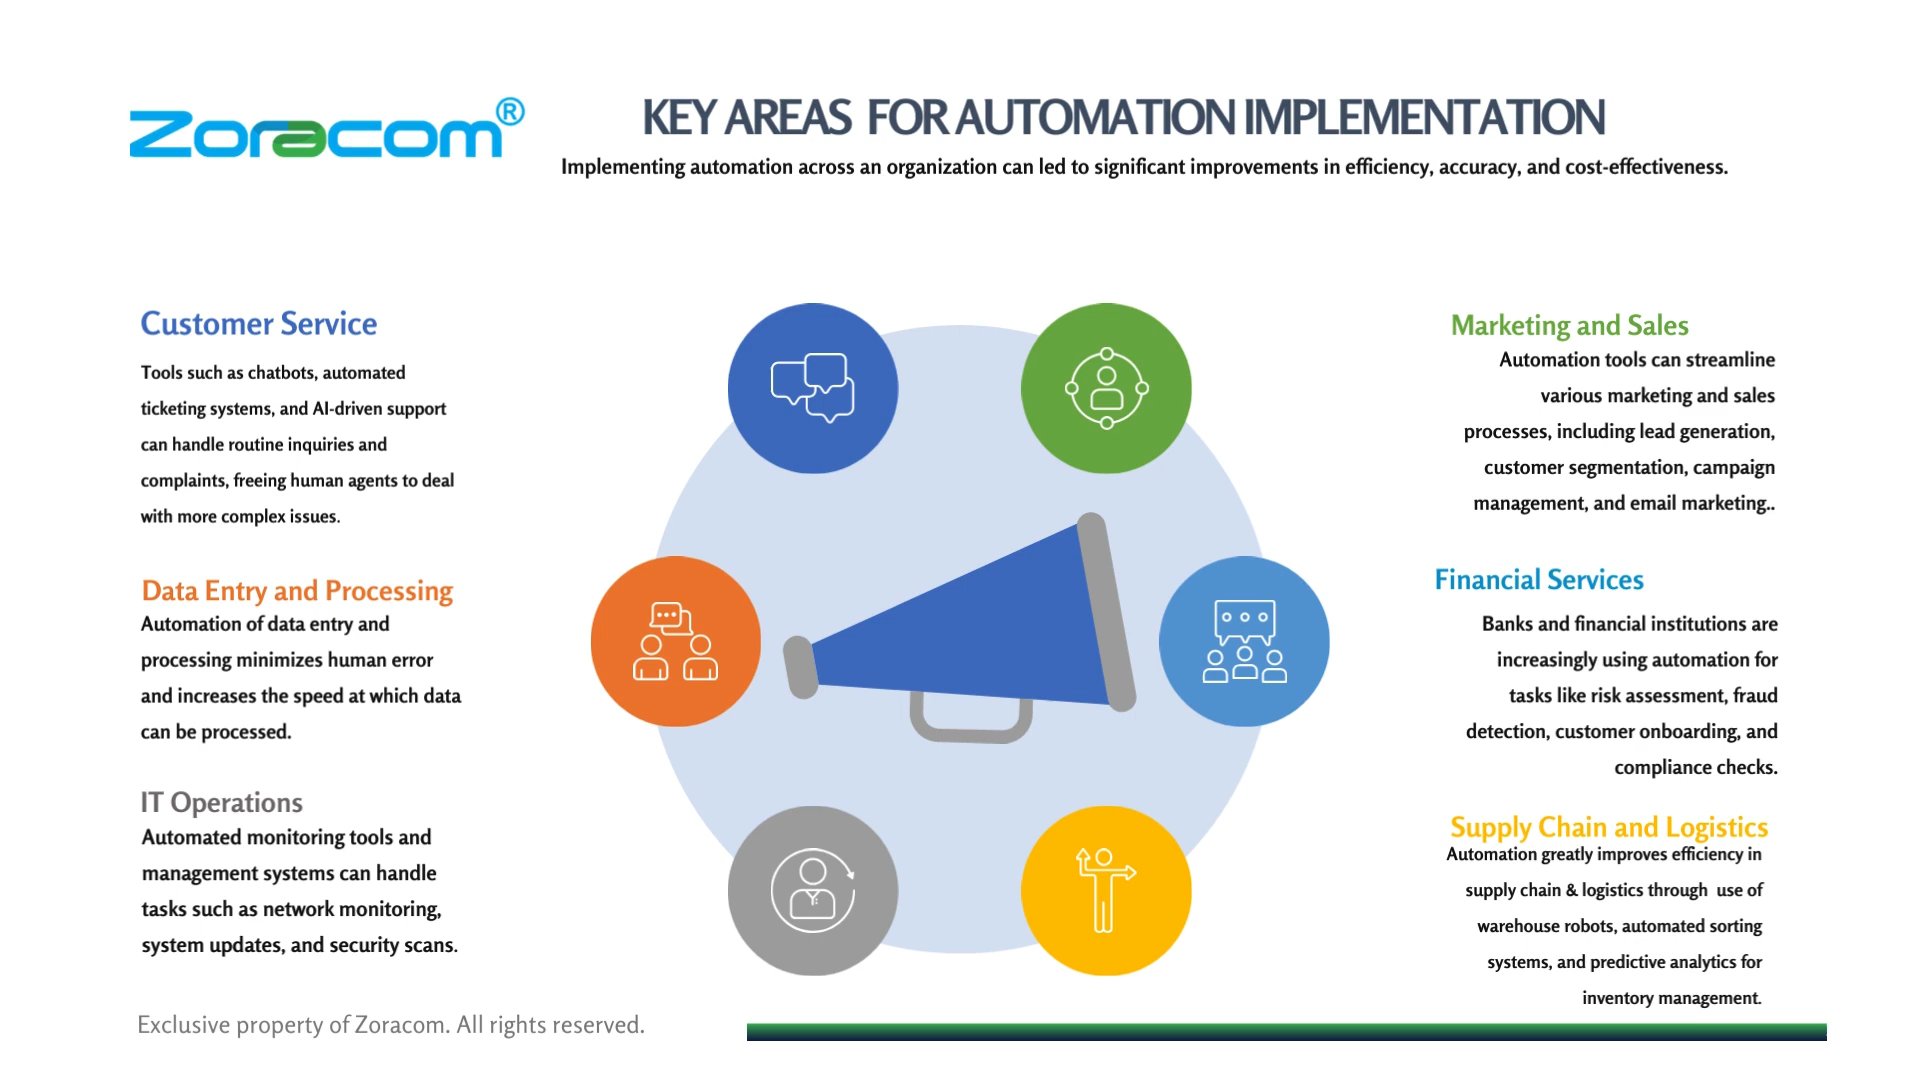 Zoracom®
KEY AREAS FOR AUTOMATION IMPLEMENTATION
Implementing automation across an organization can led to significant improvements in efficiency, accuracy, and cost-effectiveness.
Customer Service
Tools such as chatbots, automated
ticketing systems, and AI-driven support
can handle routine inquiries and
complaints, freeing human agents to deal
with more complex issues.
Data Entry and Processing
Automation of data entry and
processing minimizes human error
and increases the speed at which data
can be processed.
IT Operations
Automated monitoring tools and
management systems can handle
tasks such as network monitoring,
system updates, and security scans.
Marketing and Sales
Automation tools can streamline
various marketing and sales
processes, including lead generation,
customer segmentation, campaign
management, and email marketing..
Financial Services
Banks and financial institutions are
increasingly using automation for
tasks like risk assessment, fraud
detection, customer onboarding, and
compliance checks.
Supply Chain and Logistics
Automation greatly improves efficiency in
supply chain & logistics through use of
warehouse robots, automated sorting
systems, and predictive analytics for
inventory management.
Exclusive property of Zoracom. All rights reserved.